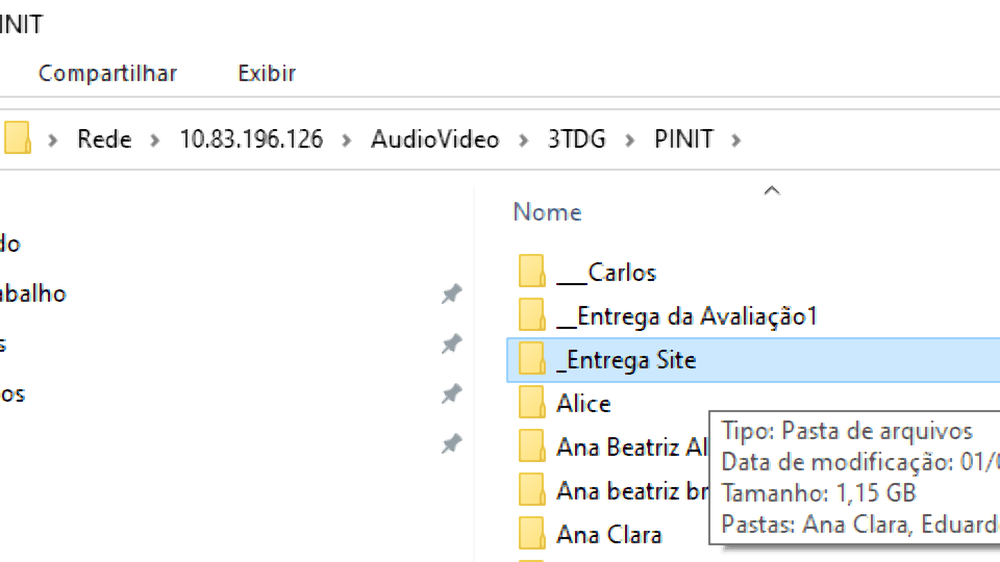 INIT
Compartilhar Exibir
Rede > 10.83.196.126 > AudioVideo > 3TDG > PINIT >
Nome
do
___Carlos
abalho
__Entrega da Avaliação1
s
_Entrega Site
os
Alice
Ana Beatriz Al
Ana beatriz br
Ana Clara
Tipo: Pasta de arquivos
Data de modificação: 01/0
Tamanho: 1,15 GB
Pastas: Ana Clara, Eduard